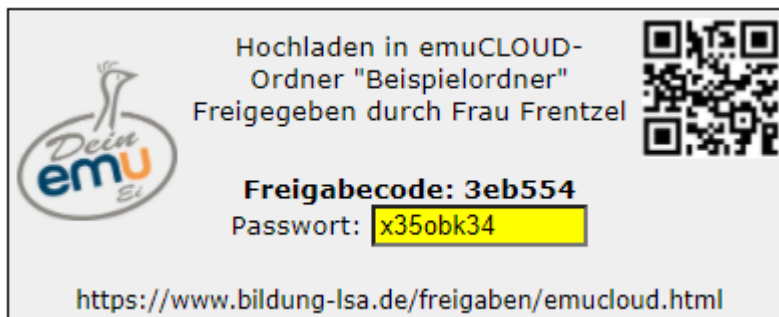 Hochladen in emuCLOUD-
Ordner "Beispielordner"
Freigegeben durch Frau Frentzel
Dein
emu
Ei
Freigabecode: 3eb554
Passwort: x35obk34
https://www.bildung-lsa.de/freigaben/emucloud.html